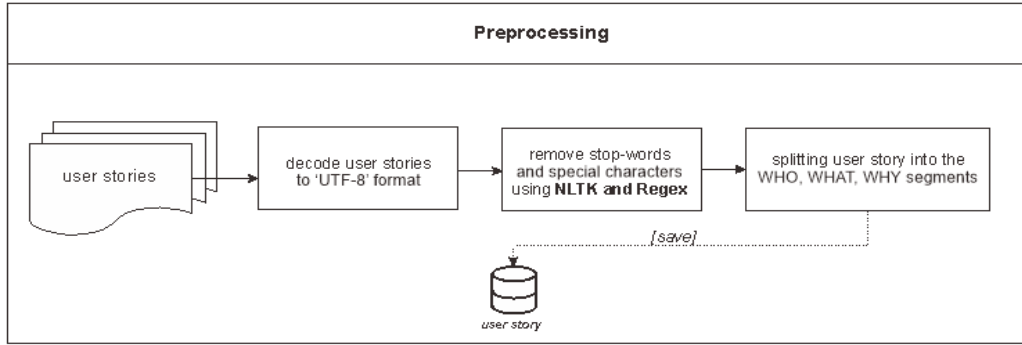 Preprocessing
user stories
decode user stories
to 'UTF-8' format
remove stop-words
and special characters
using NLTK and Regex
splitting user story into the
WHO, WHAT, WHY segments
[save]
user story